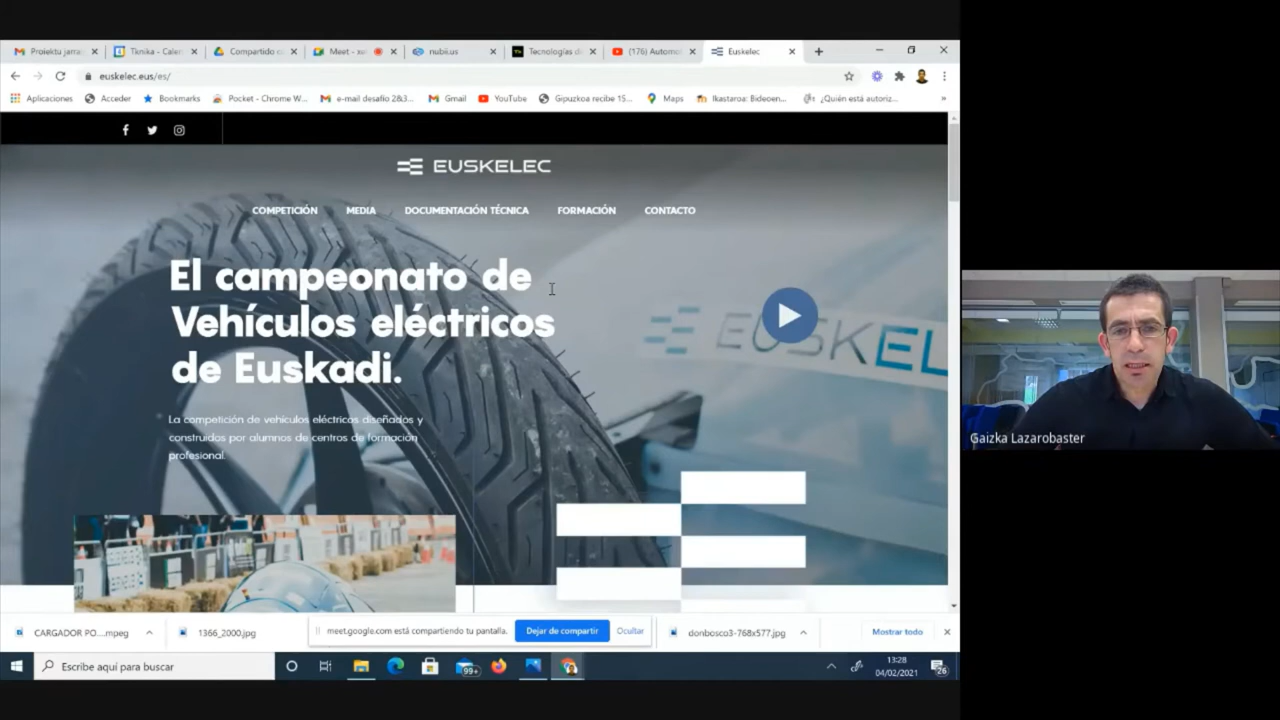 Proiektu jarra
Tknika - Calen
Compartido co
Meet - xw
nubi.us
Tecnologías de
(176) Automo
Euskelec
euskelec.eus/es/
Aplicaciones
Acceder
Bookmarks
Pocket - Chrome W...
e-mail desafío 2&3...
Gmail
YouTube
Gipuzkoa recibe 15...
Maps
Ikastaroa: Bideoen...
¿Quién está autoriz...
»
EUSKELEC
COMPETICIÓN
MEDIA
DOCUMENTACIÓN TÉCNICA
FORMACIÓN
CONTACTO
El campeonato de
Vehículos eléctricos
de Euskadi.
EUSKEL
La competición de vehículos eléctricos diseñados y
construidos por alumnos de centros de formación
profesional.
Gaizka Lazarobaster
CARGADOR PO....mpeg
1366_2000.jpg
meet.google.com está compartiendo tu pantalla.
Dejar de compartir
Ocultar
donbosco3-768x577.jpg
Mostrar todo
Escribe aquí para buscar
99+
13:28
04/02/2021
26